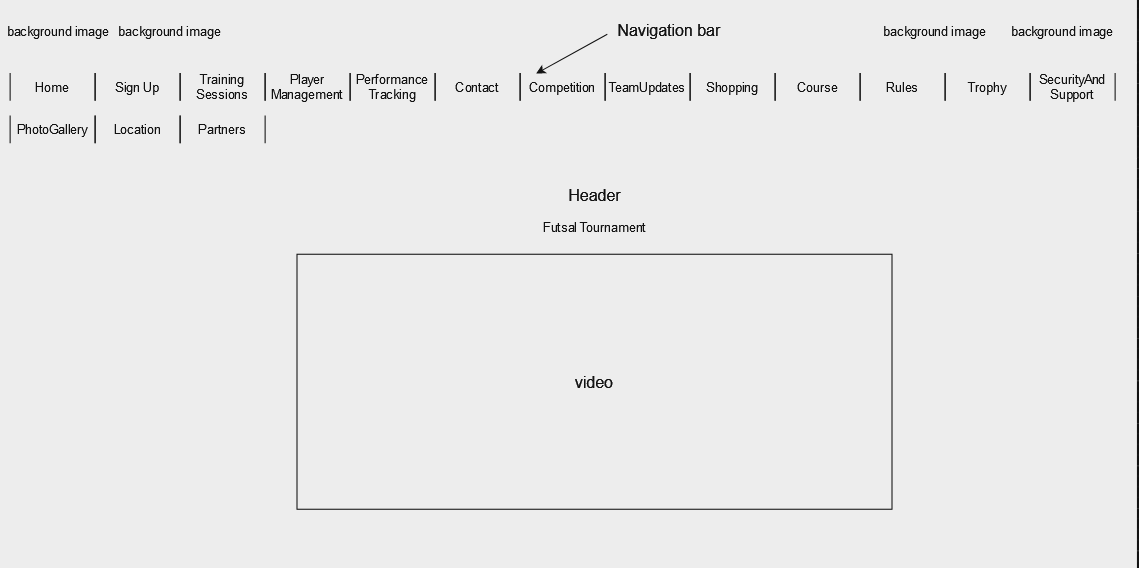 background image background image Navigation bar background image background image
Home
Sign Up
Training
Sessions
Player
Management
Performance
Tracking
Contact
Competition
TeamUpdates
Shopping
Course
Rules
Trophy
SecurityAnd
Support
PhotoGallery
Location
Partners
Header
Futsal Tournament
video